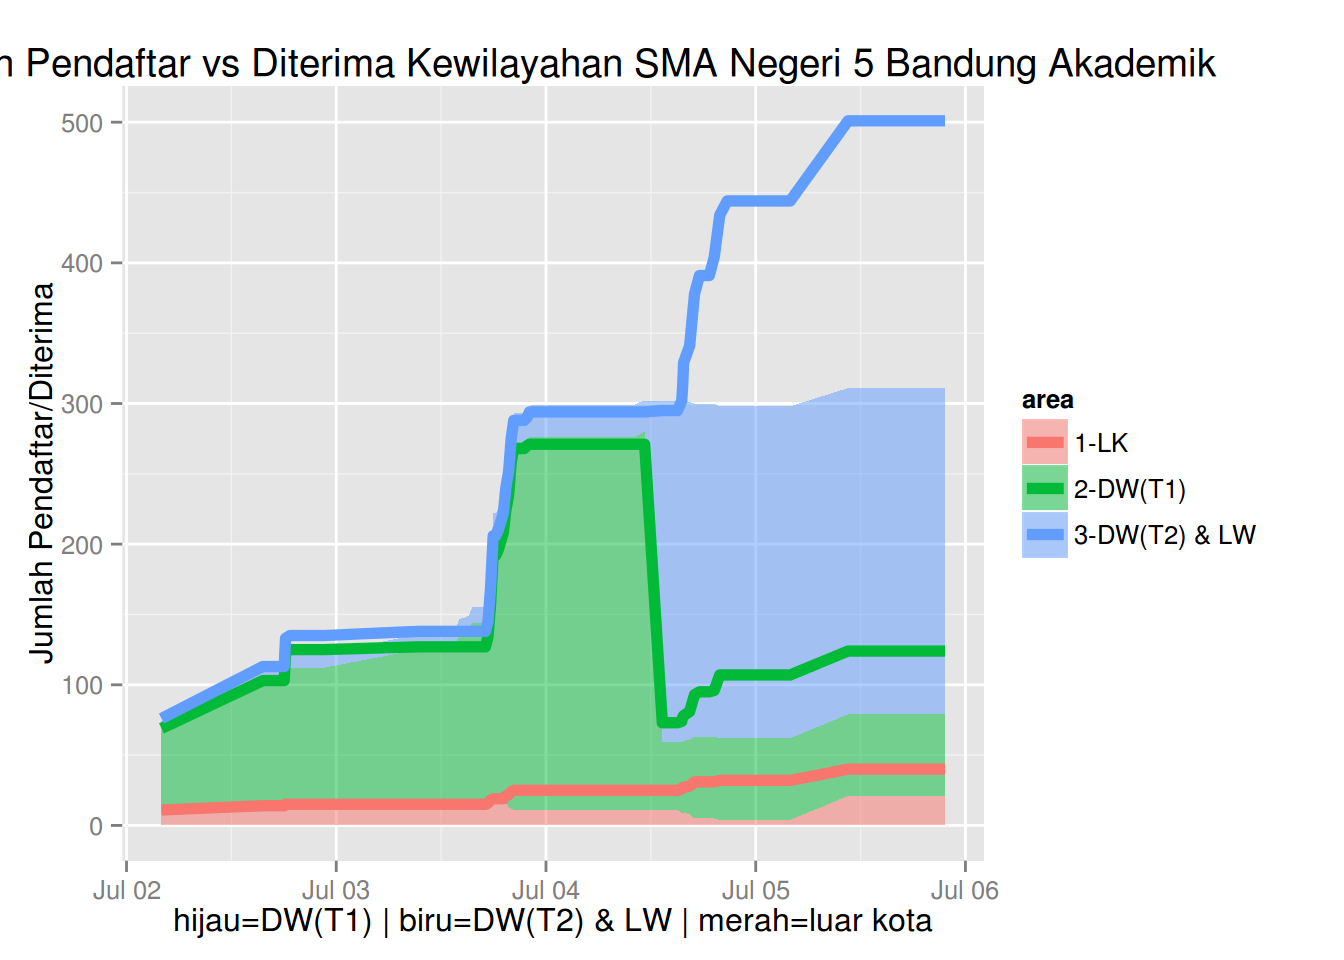 Pendaftar vs Diterima Kewilayahan SMA Negeri 5 Bandung Akademik
500
400
300
200
100
0
Jumlah Pendaftar/Diterima
Jul 02 Jul 03 Jul 04 Jul 05 Jul 06
hijau=DW(T1) | biru=DW(T2) & LW | merah=luar kota
area
1-LK
2-DW(T1)
3-DW(T2) & LW